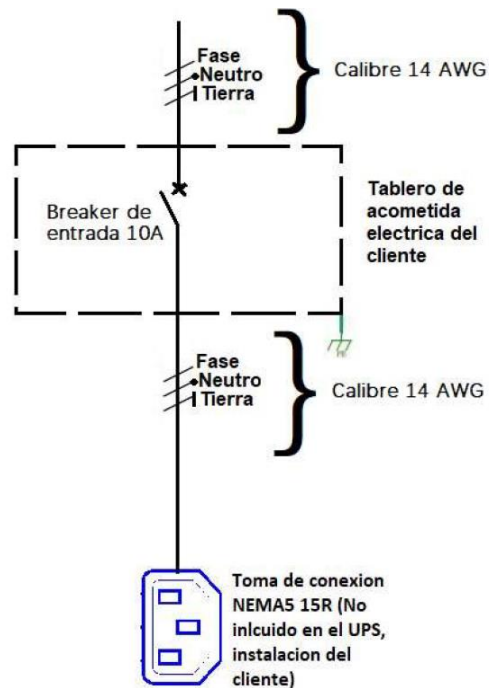 Fase
Neutro
Tierra
Calibre 14 AWG
Breaker de
entrada 10A
Tablero de
acometida
electrica del
cliente
Fase
Neutro
Tierra
Calibre 14 AWG
Toma de conexion
NEMA5 15R (No
inlcuido en el UPS,
instalacion del
cliente)